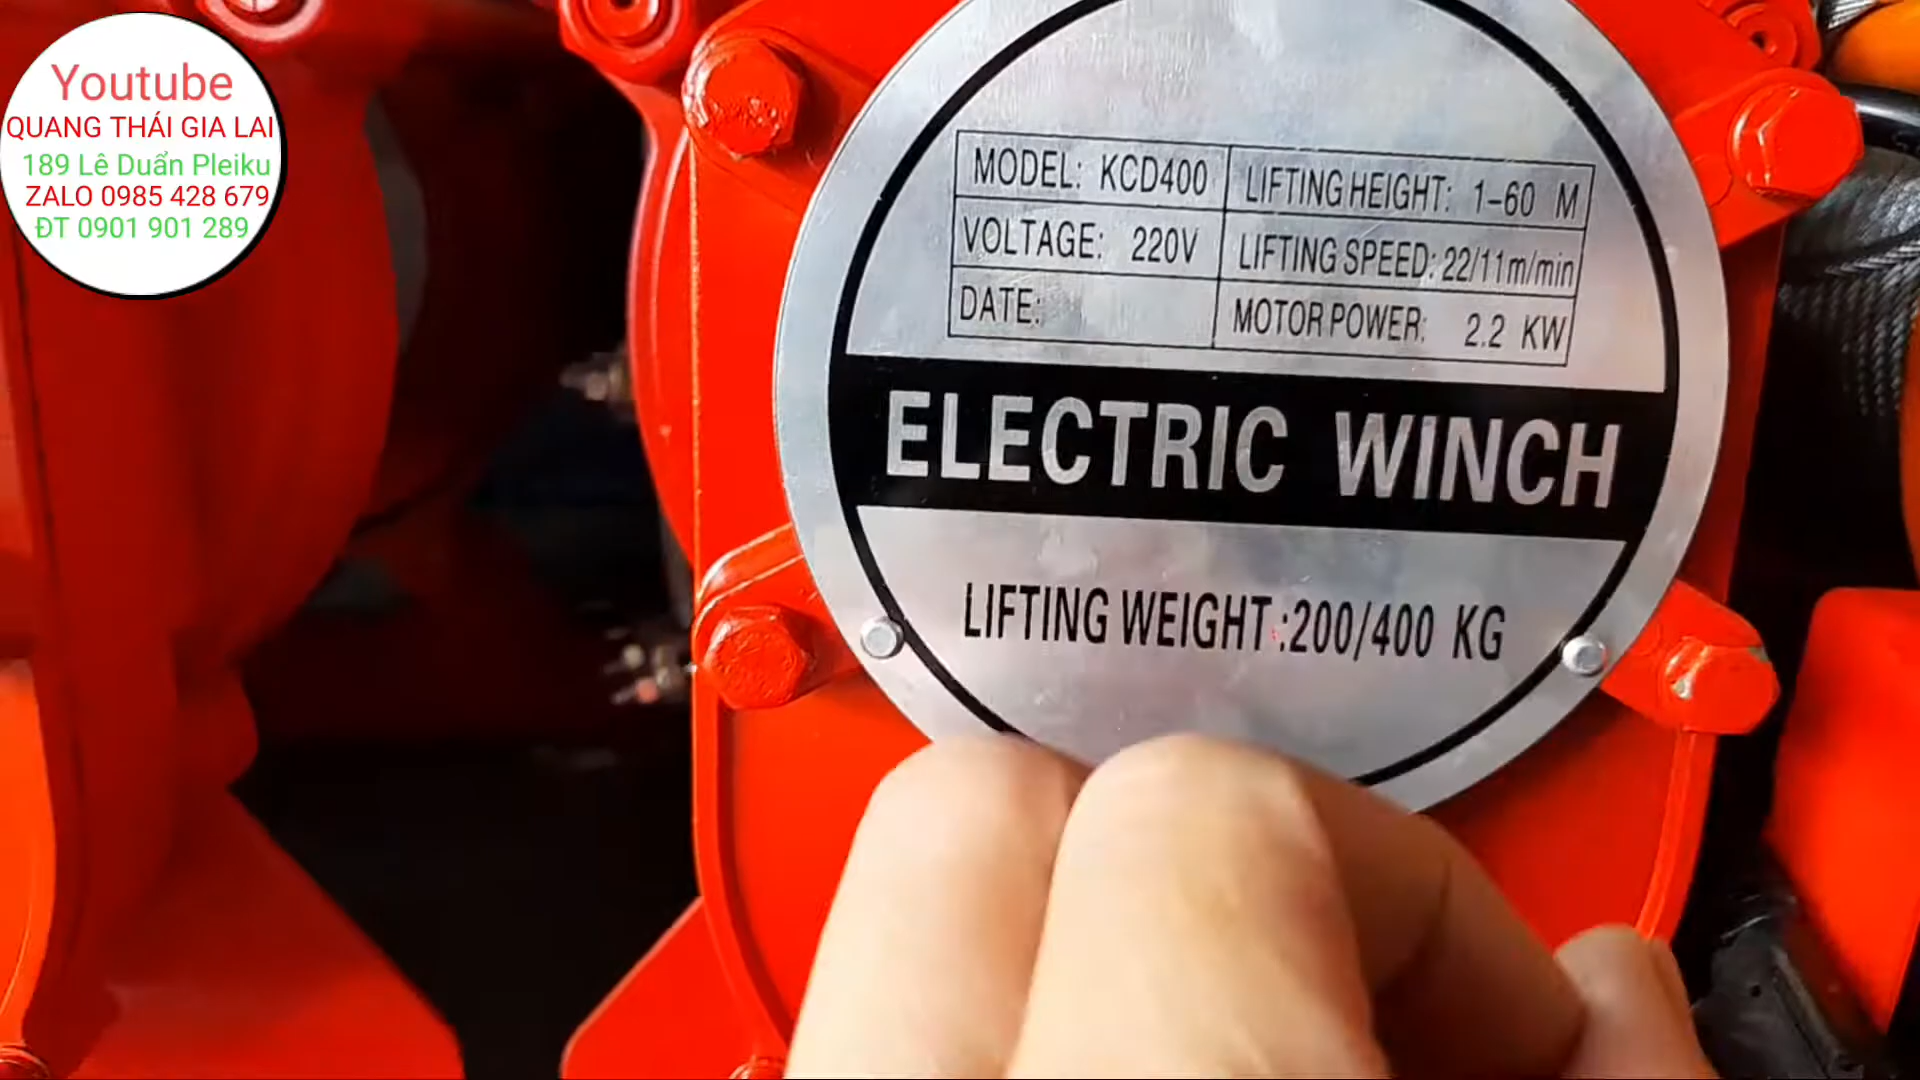 Youtube
QUANG THÁI GIA LAI
189 Lê Duẩn Pleiku
ZALO 0985 428 679
ĐT 0901 901 289
MODEL: KCD400 LIFTING HEIGHT: 1-60 M
VOLTAGE: 220V LIFTING SPEED: 22/11m/min
DATE: MOTOR POWER: 2.2 KW
ELECTRIC WINCH
LIFTING WEIGHT:200/400 KG